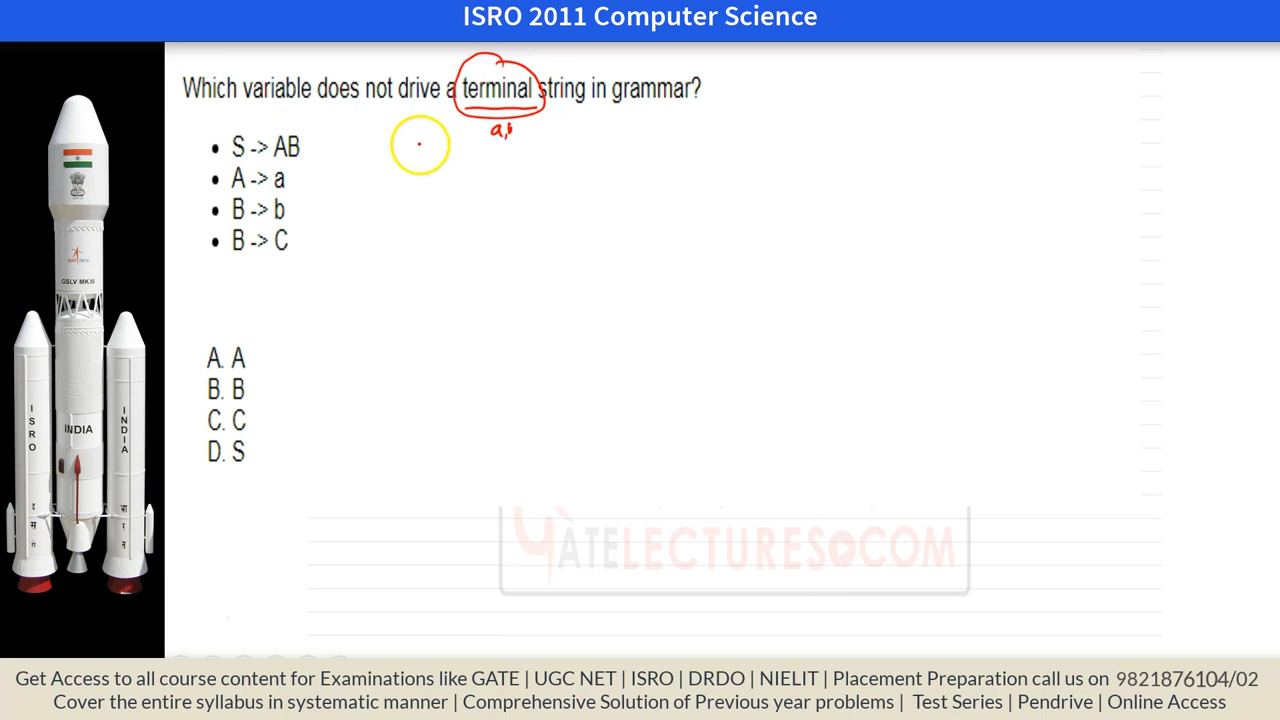 ISRO 2011 Computer Science
Which variable does not drive a terminal string in grammar?
a,b
• S -> AB
• A -> a
• B -> b
• B -> C
A. A
B. B
C. C
D. S
GSLV MK III
INDIA
ISRO
INDIA
YATELECTURES.COM
Get Access to all course content for Examinations like GATE | UGC NET | ISRO | DRDO | NIELIT | Placement Preparation call us on 9821876104/02
Cover the entire syllabus in systematic manner | Comprehensive Solution of Previous year problems | Test Series | Pendrive | Online Access